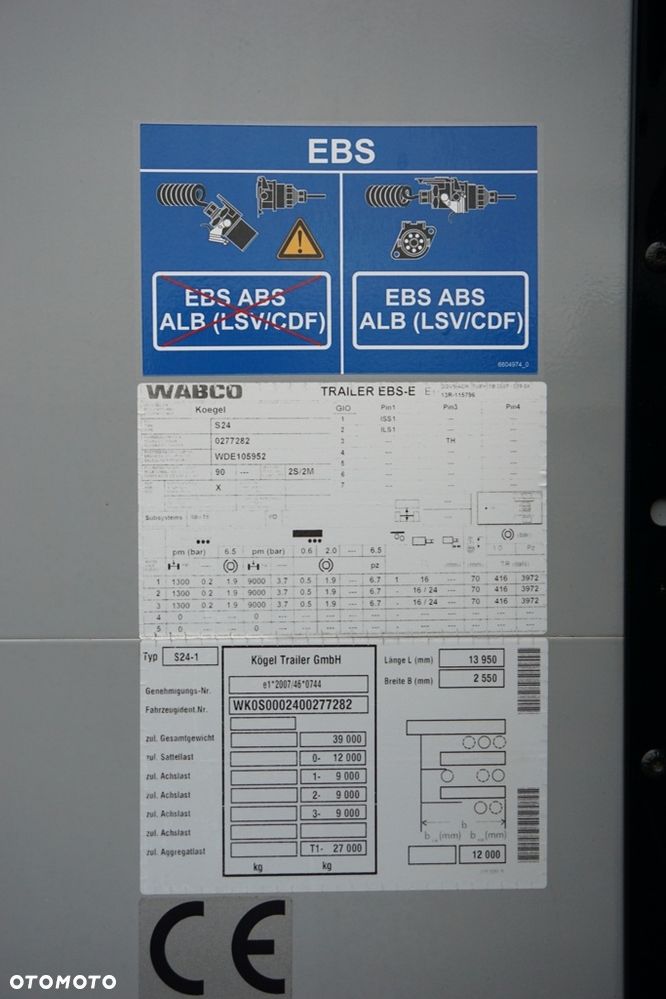 EBS
EBS ABS
ALB (LSV/CDF)
EBS ABS
ALB (LSV/CDF)
6604974_0
WABCO TRAILER EBS-E
13R-115796
Koegel GIO Pin1 Pin3 Pin4
S24 1 ISS1 --- ---
2 ILS1 --- ---
0277282 3 --- TH ---
WDE105952 4 --- --- ---
5 --- --- ---
90 --- 2S/2M 6 --- --- ---
X 7 --- --- ---
Subsystems I/O
pm (bar) 6.5 pm (bar) 0.6 2.0 --- 6.5 1.0 Pz
pz
1 1300 0.2 1.9 9000 3.7 0.5 1.9 --- 6.7 1 16 --- 70 416 3972
2 1300 0.2 1.9 9000 3.7 0.5 1.9 --- 6.7 - 16 / 24 --- 70 416 3972
3 1300 0.2 1.9 9000 3.7 0.5 1.9 --- 6.7 - 16 / 24 --- 70 416 3972
4 0
5 0
Typ S24-1 Kögel Trailer GmbH Länge L (mm) 13 950
Breite B (mm) 2 550
Genehmigungs-Nr. e1*2007/46*0744
Fahrzeugident.Nr. WK0S0002400277282
zul. Gesamtgewicht 39 000
zul. Sattellast 0- 12 000
zul. Achslast 1- 9 000
zul. Achslast 2- 9 000
zul. Achslast 3- 9 000
zul. Achslast
zul. Aggregatlast T1- 27 000
kg kg
b
b (mm) b (mm)
12 000
CE
OTOMOTO